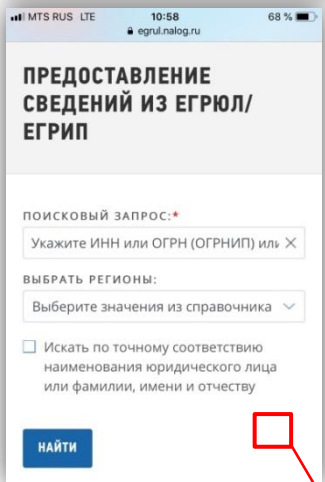 MTS RUS LTE 10:58 68 %
egrul.nalog.ru
ПРЕДОСТАВЛЕНИЕ
СВЕДЕНИЙ ИЗ ЕГРЮЛ/
ЕГРИП
ПОИСКОВЫЙ ЗАПРОС:*
Укажите ИНН или ОГРН (ОГРНИП) или
ВЫБРАТЬ РЕГИОНЫ:
Выберите значения из справочника
Искать по точному соответствию
наименования юридического лица
или фамилии, имени и отчеству
НАЙТИ